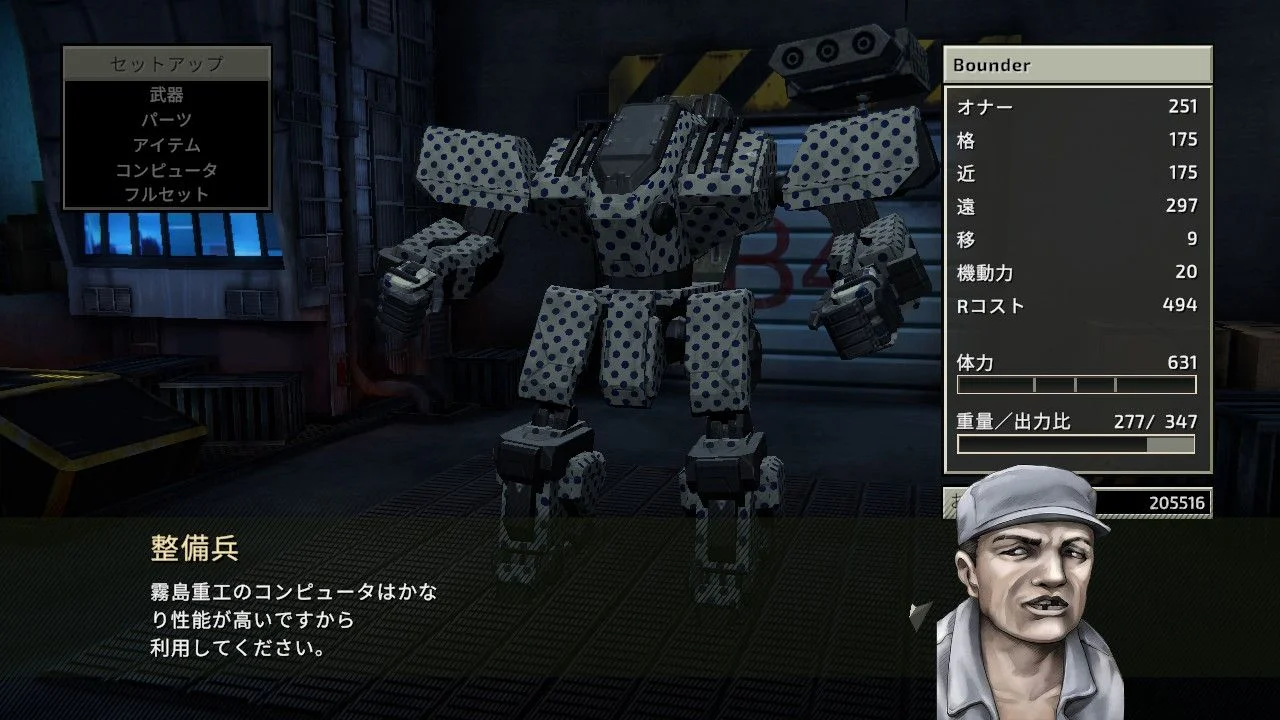 セットアップ
武器
パーツ
アイテム
コンピュータ
フルセット
Bounder
オナー 251
格 175
近 175
遠 297
移 9
機動力 20
Rコスト 494
体力 631
重量／出力比 277/ 347
205516
B4
整備兵
霧島重工のコンピュータはかな
り性能が高いですから
利用してください。